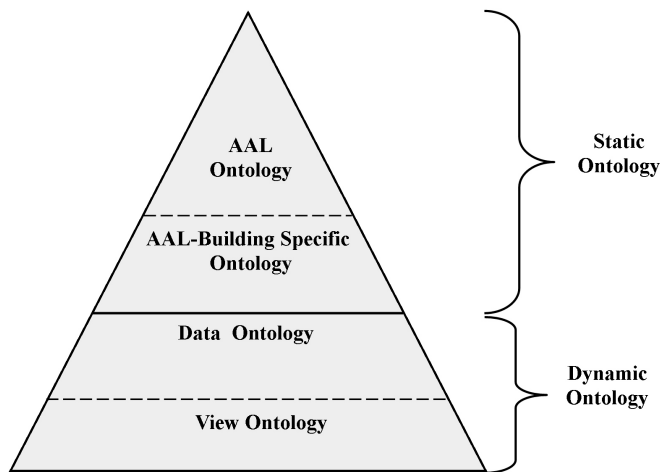 AAL
Ontology
Static
Ontology
AAL-Building Specific
Ontology
Data Ontology
Dynamic
Ontology
View Ontology